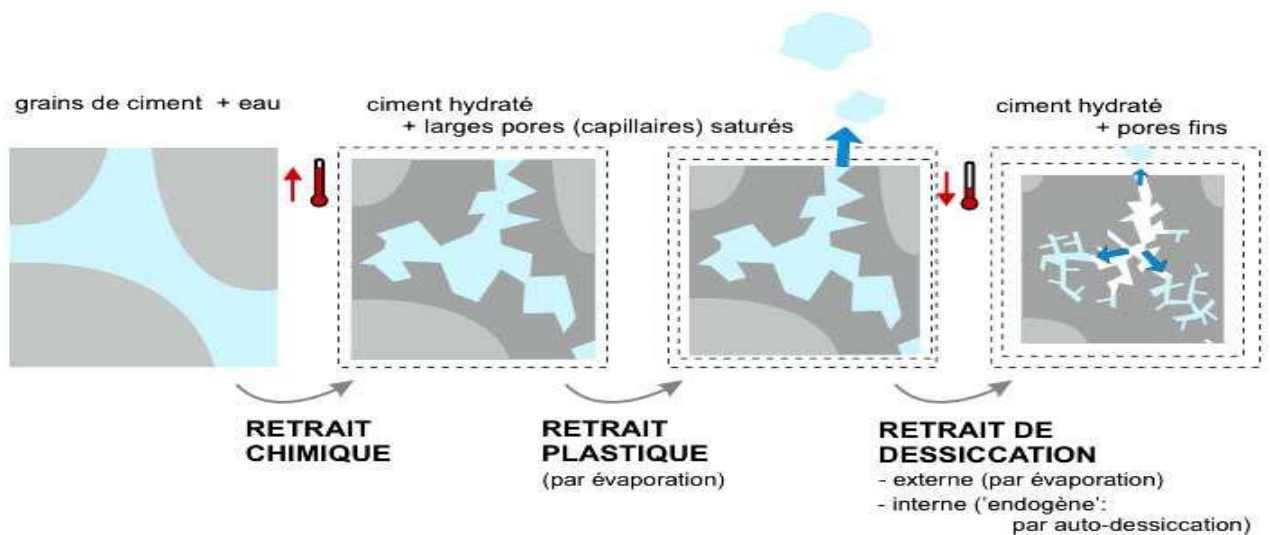 grains de ciment + eau
ciment hydraté
+ larges pores (capillaires) saturés
ciment hydraté
+ pores fins
RETRAIT
CHIMIQUE
RETRAIT
PLASTIQUE
(par évaporation)
RETRAIT DE
DESSICCATION
- externe (par évaporation)
- interne ('endogène':
par auto-dessiccation)